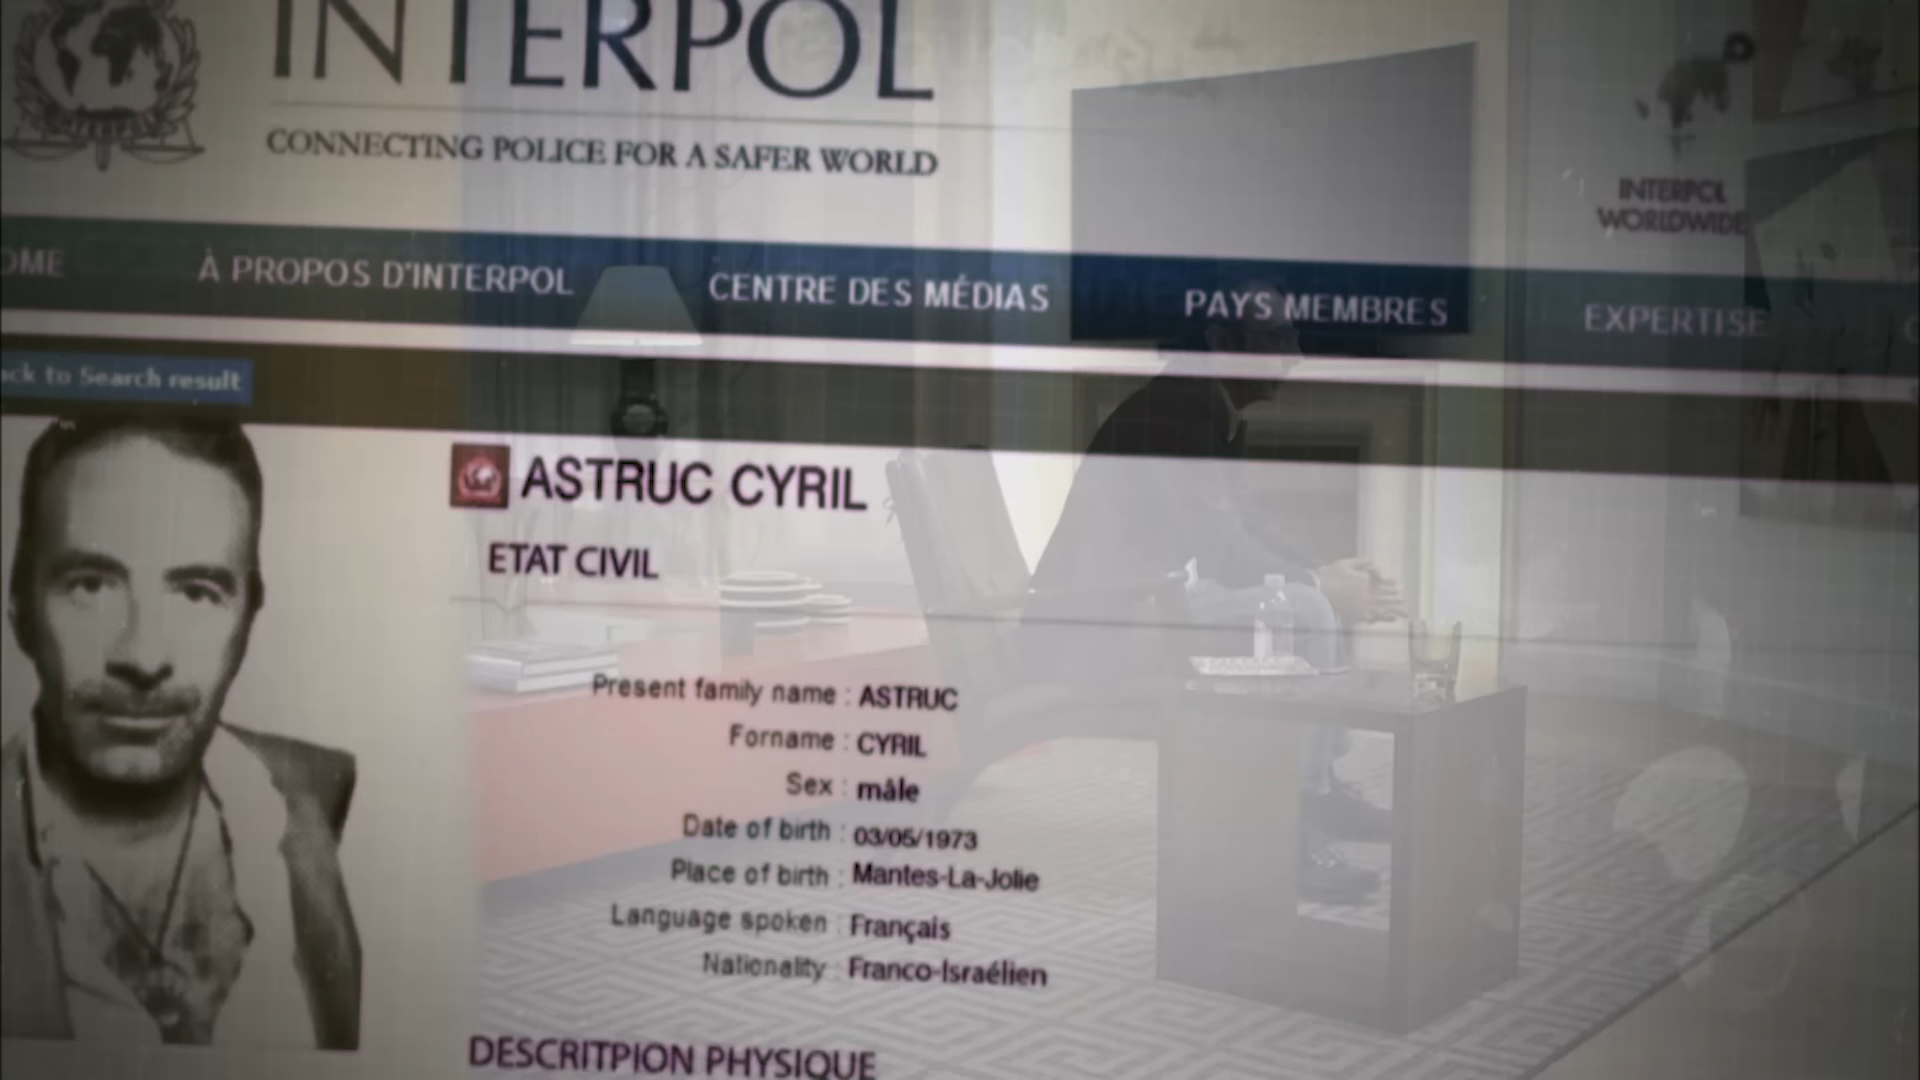 INTERPOL
CONNECTING POLICE FOR A SAFER WORLD
INTERPOL
WORLDWIDE
OME
À PROPOS D'INTERPOL
CENTRE DES MÉDIAS
PAYS MEMBRES
EXPERTISE
ck to Search result
ASTRUC CYRIL
ETAT CIVIL
Present family name : ASTRUC
Forname : CYRIL
Sex : mâle
Date of birth : 03/05/1973
Place of birth : Mantes-La-Jolie
Language spoken : Français
Nationality : Franco-Israélien
DESCRITPION PHYSIQUE